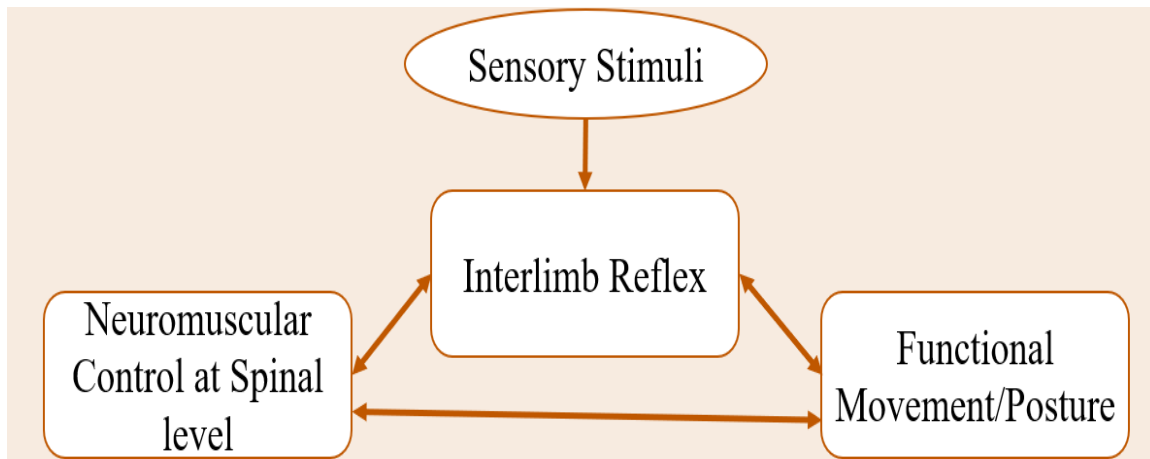 Sensory Stimuli
Interlimb Reflex
Neuromuscular
Control at Spinal
level
Functional
Movement/Posture